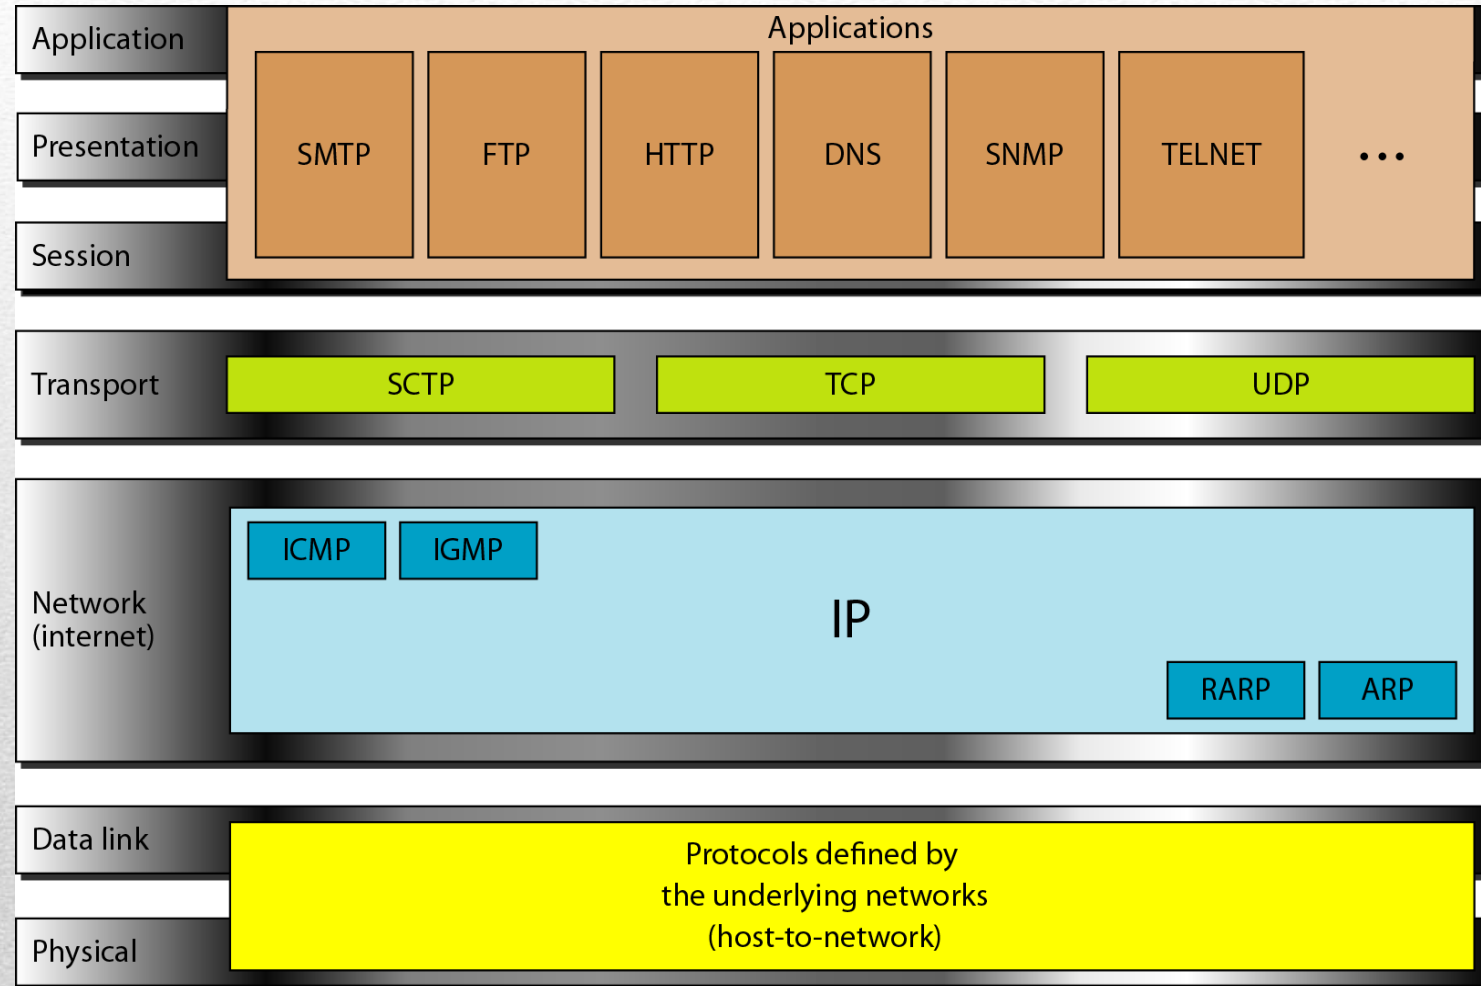 Application
Applications
SMTP
FTP
HTTP
DNS
SNMP
TELNET
...
Presentation
Session
Transport
SCTP
TCP
UDP
Network
(internet)
ICMP
IGMP
IP
RARP
ARP
Data link
Protocols defined by
the underlying networks
(host-to-network)
Physical